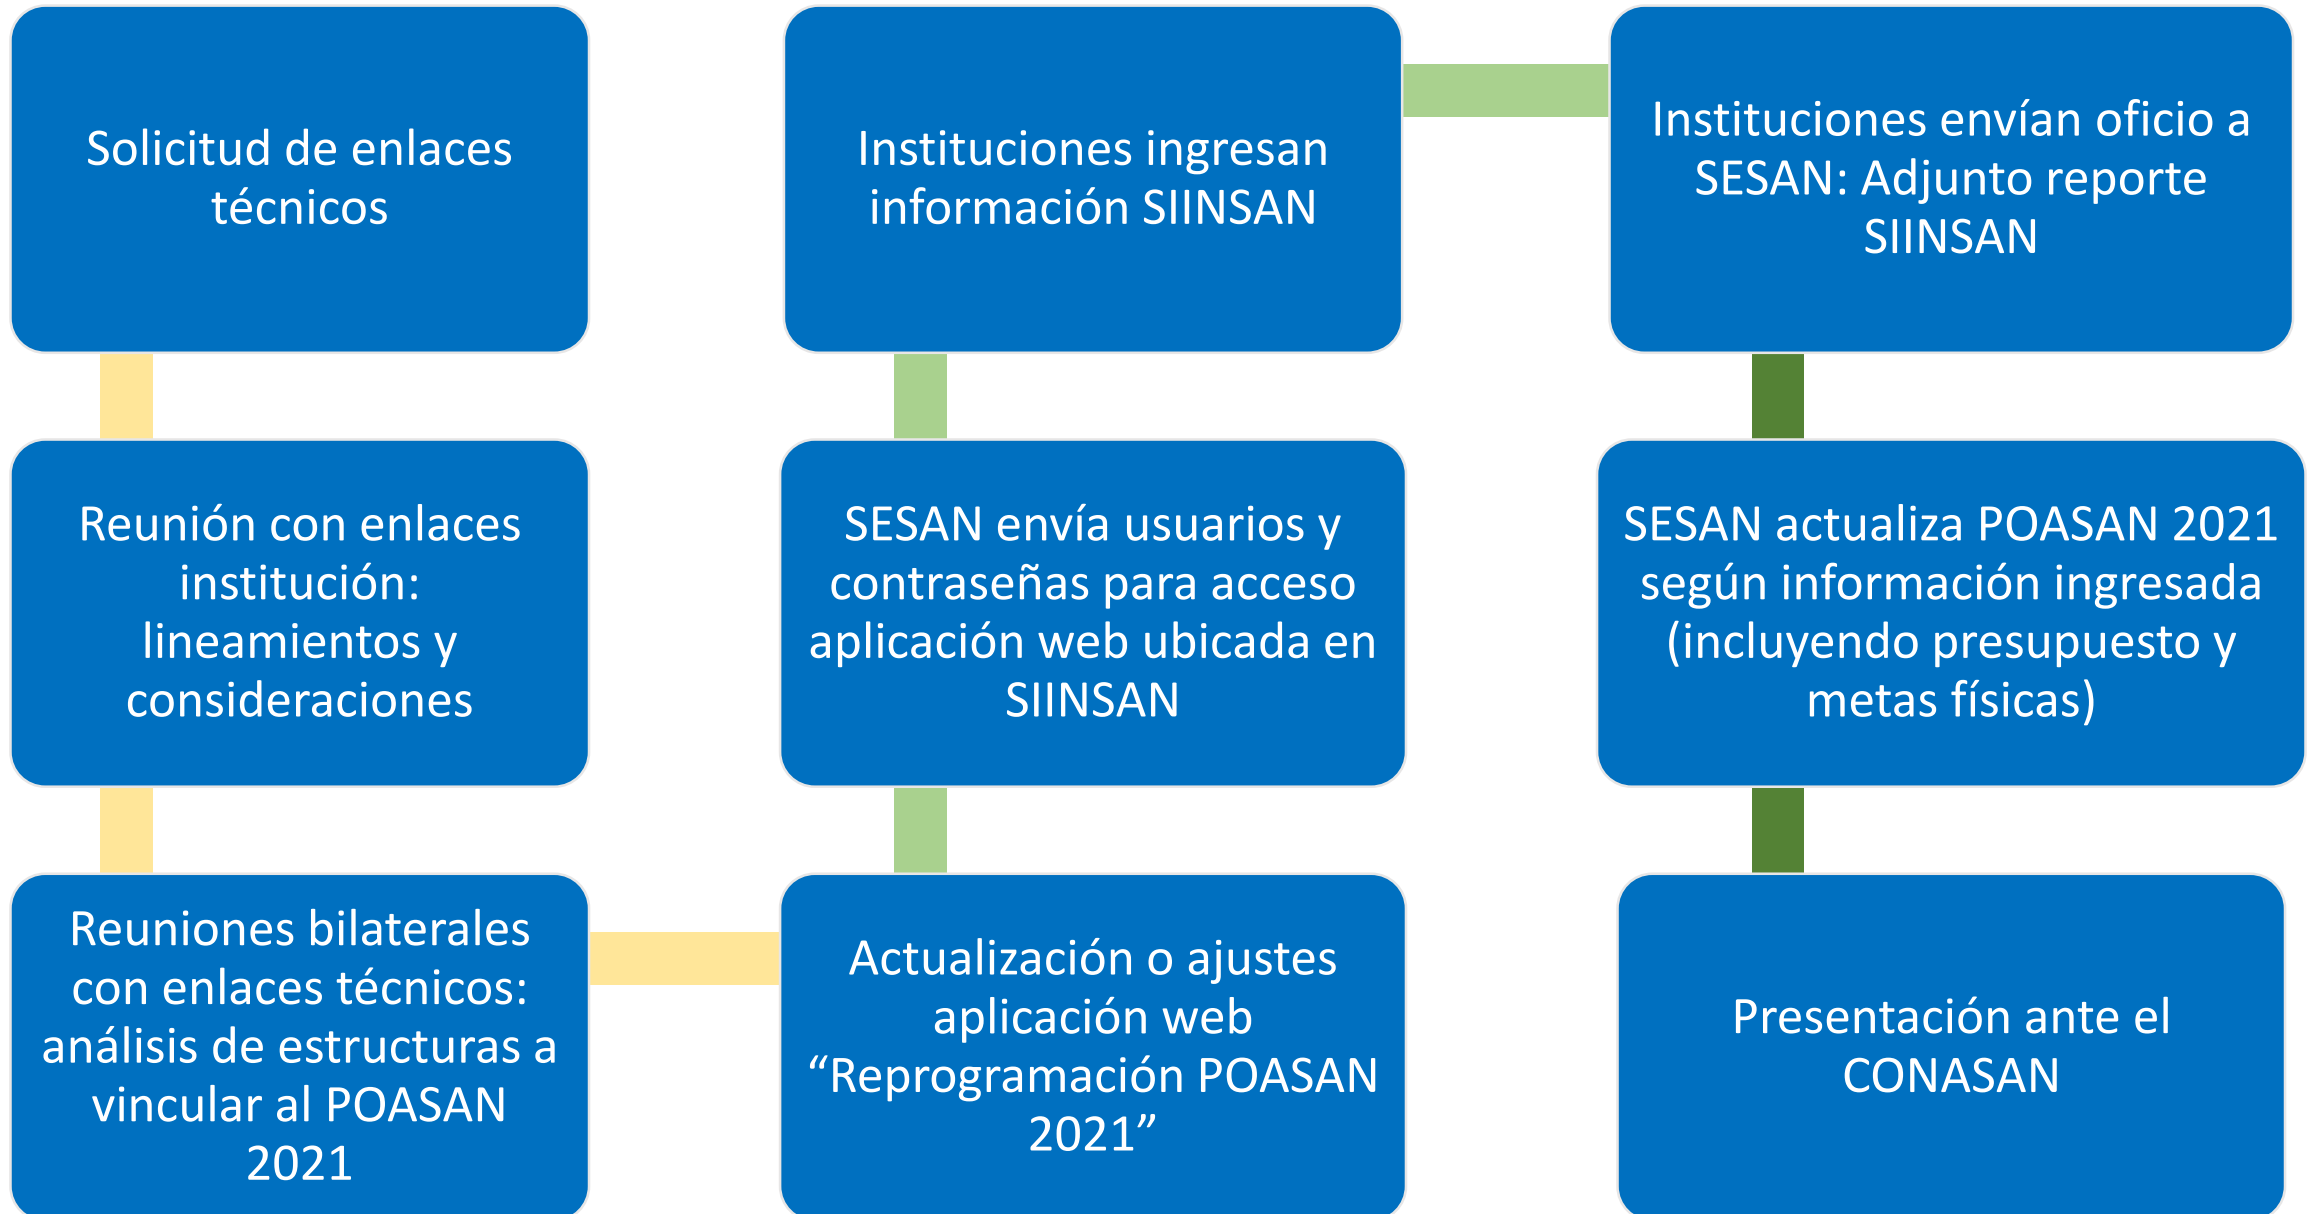 Solicitud de enlaces
técnicos
Reunión con enlaces
institución:
lineamientos y
consideraciones
Reuniones bilaterales
con enlaces técnicos:
análisis de estructuras a
vincular al POASAN
2021
Actualización o ajustes
aplicación web
“Reprogramación POASAN
2021”
SESAN envía usuarios y
contraseñas para acceso
aplicación web ubicada en
SIINSAN
Instituciones ingresan
información SIINSAN
Instituciones envían oficio a
SESAN: Adjunto reporte
SIINSAN
SESAN actualiza POASAN 2021
según información ingresada
(incluyendo presupuesto y
metas físicas)
Presentación ante el
CONASAN